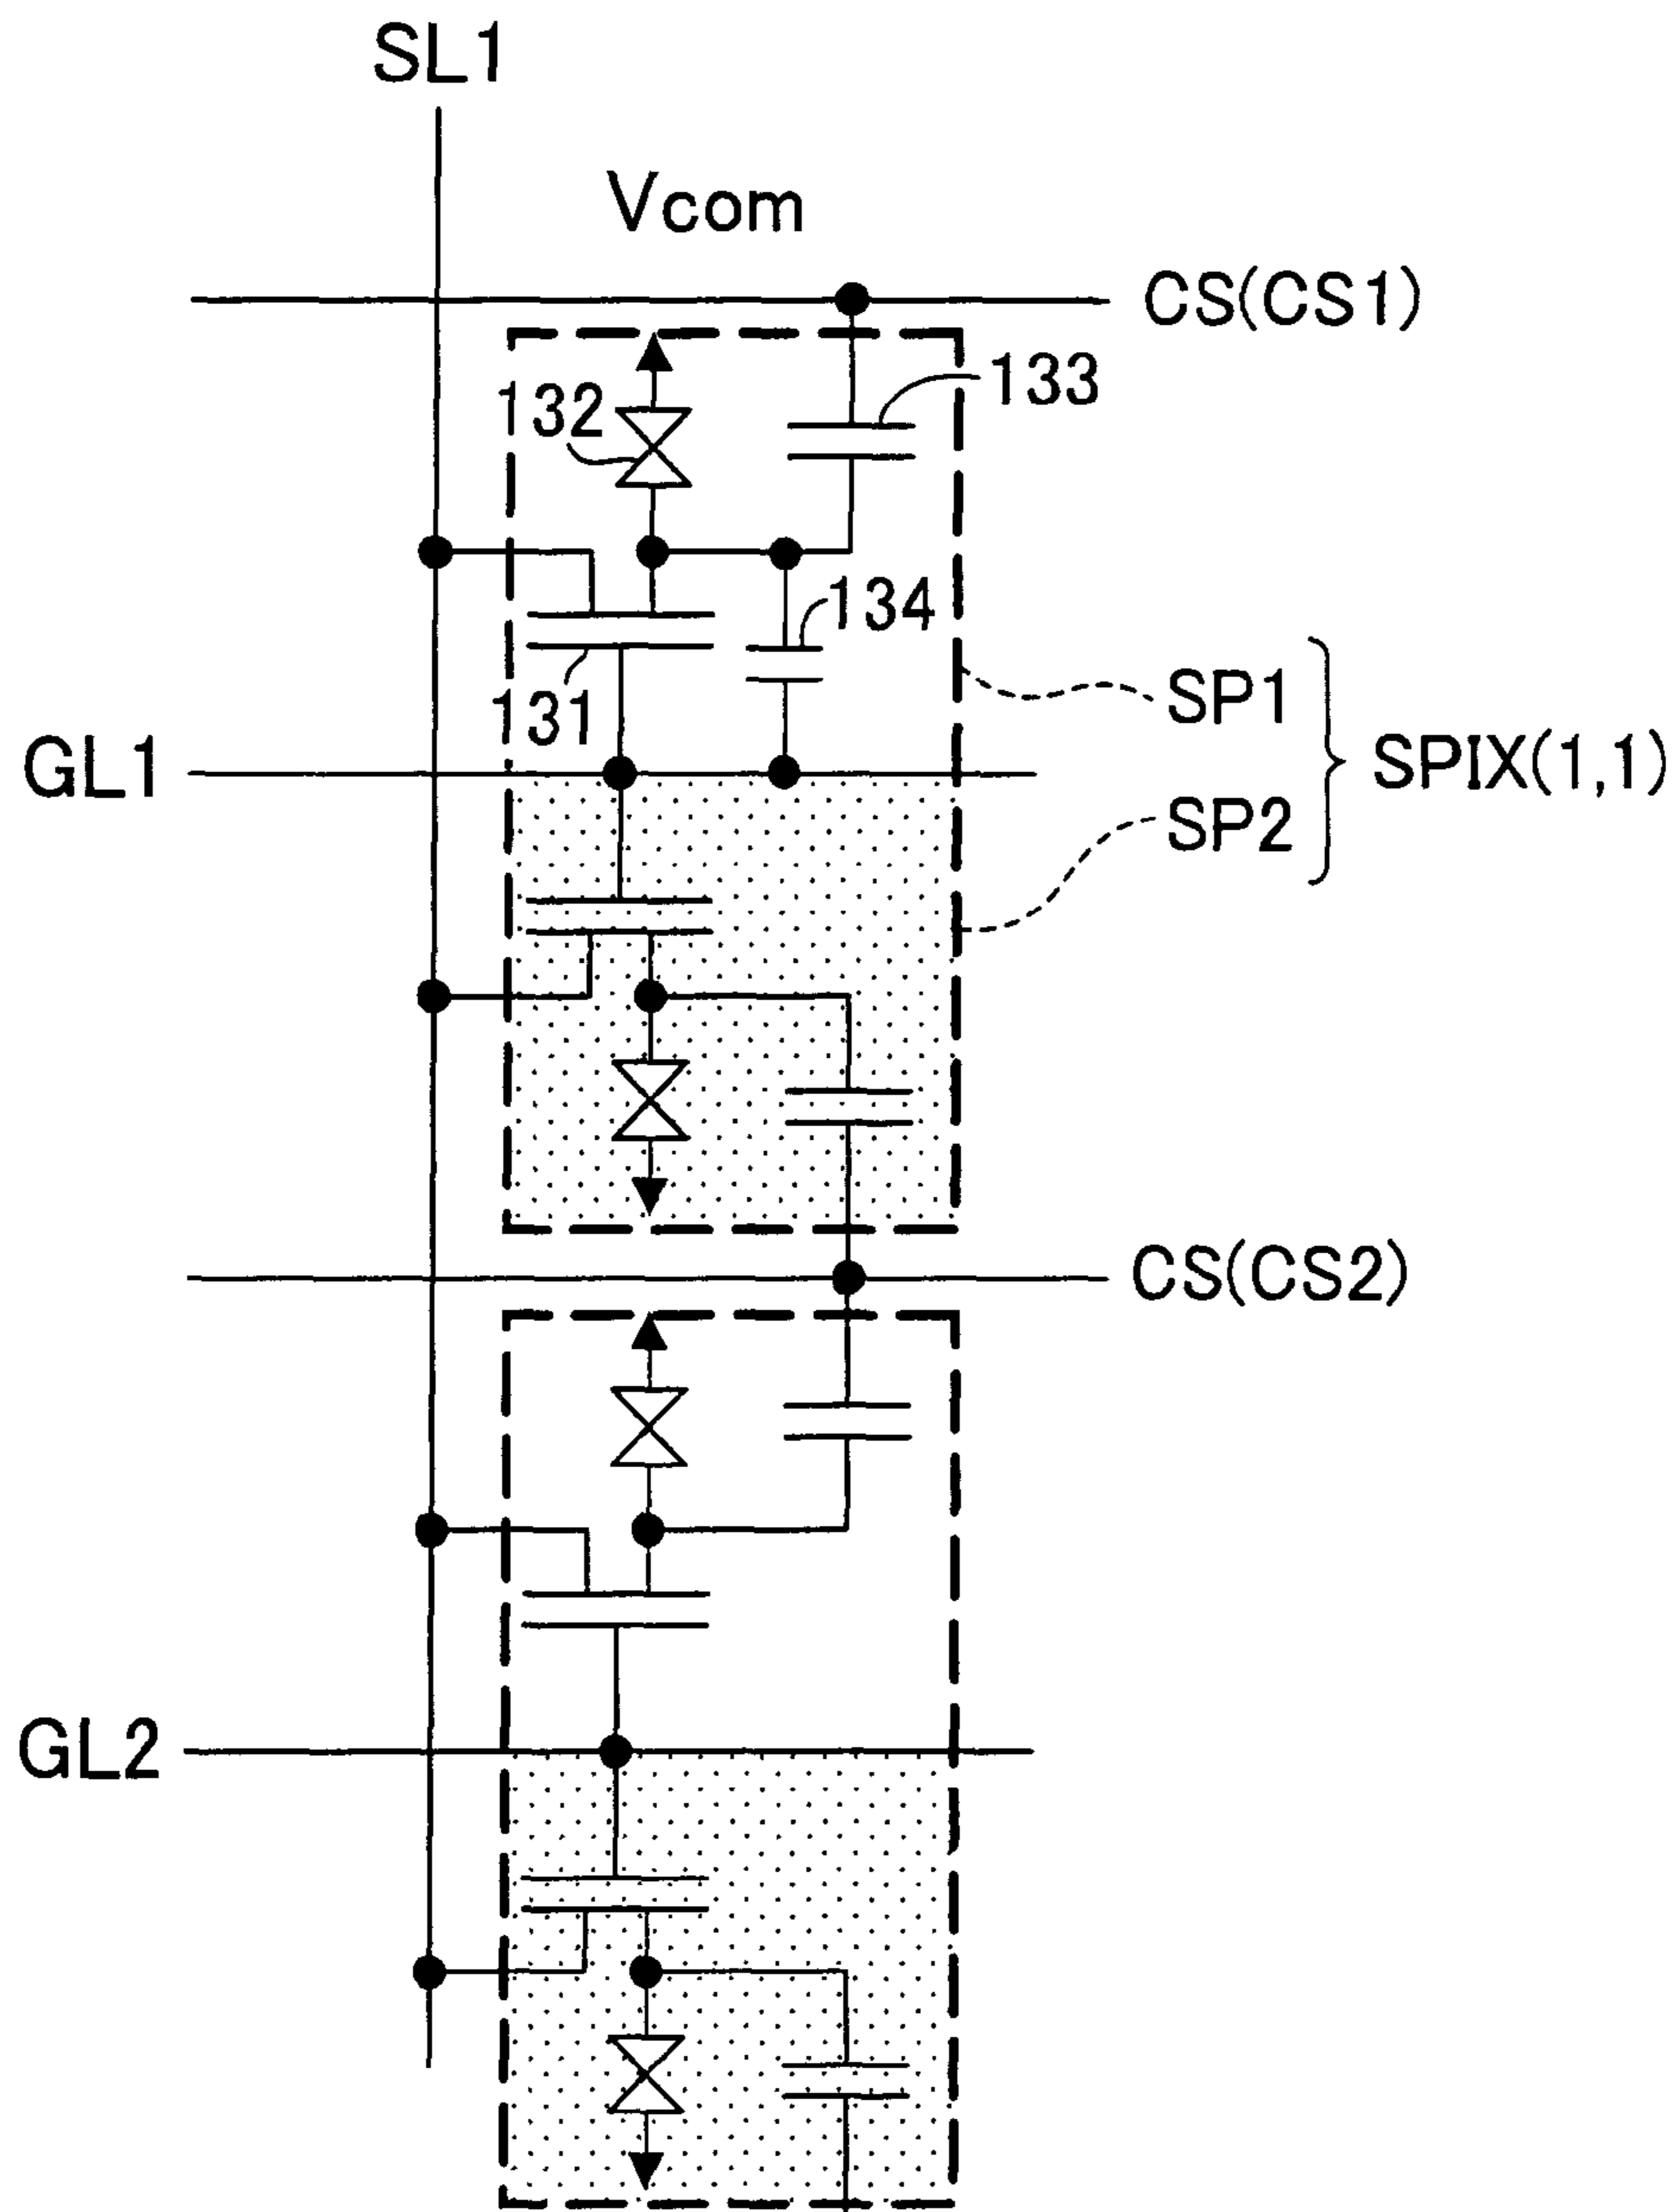 SL1
Vcom
CS(CS1)
132
133
134
131
SP1
GL1
SPIX(1,1)
SP2
CS(CS2)
GL2